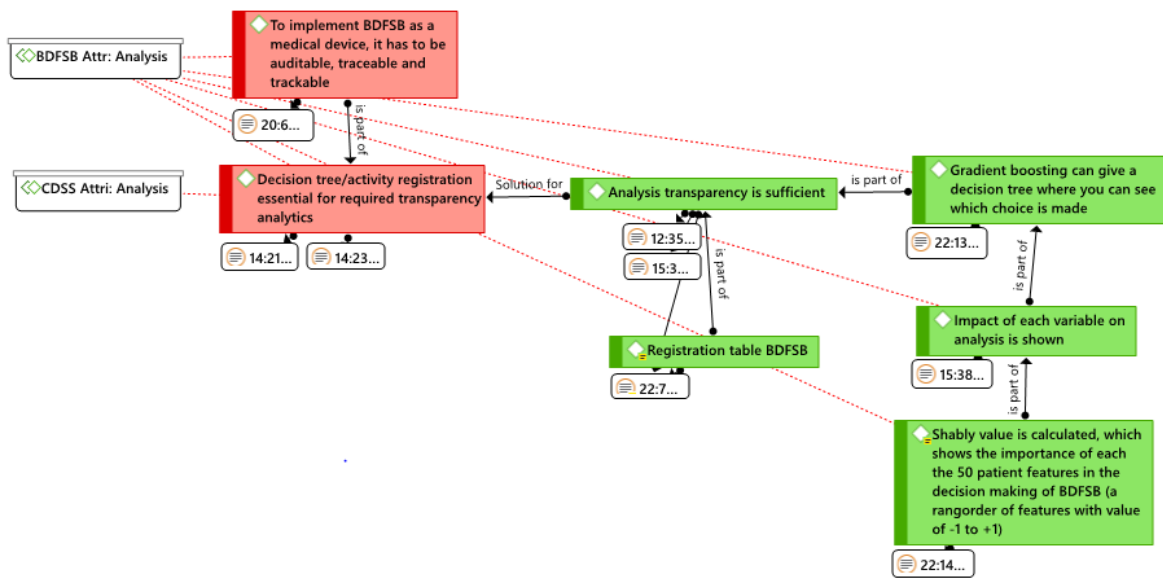 To implement BDFSB as a
medical device, it has to be
auditable, traceable and
trackable
BDFSB Attr: Analysis
20:6...
is part of
CDSS Attri: Analysis
Decision tree/activity registration
essential for required transparency
analytics
Solution for
Analysis transparency is sufficient
is part of
Gradient boosting can give a
decision tree where you can see
which choice is made
14:21...
14:23...
12:35...
15:3...
is part of
22:13...
is part of
Registration table BDFSB
22:7...
Impact of each variable on
analysis is shown
15:38...
is part of
Shably value is calculated, which
shows the importance of each
the 50 patient features in the
decision making of BDFSB (a
rangorder of features with value
of -1 to +1)
22:14...